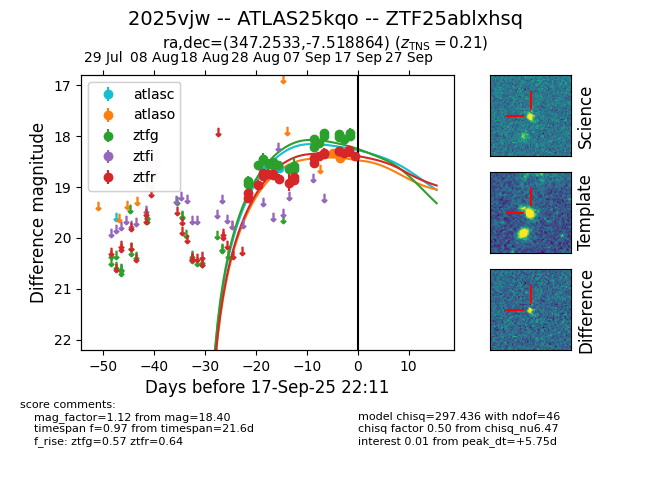 2025vjw -- ATLAS25kqo -- ZTF25ablxhsq
ra,dec=(347.2533,-7.518864) (z_TNS = 0.21)
29 Jul 08 Aug 18 Aug 28 Aug 07 Sep 17 Sep 27 Sep
17
18
19
20
21
22
Difference magnitude
atlasc
atlaso
ztfg
ztfi
ztfr
−50 −40 −30 −20 −10 0 10
Days before 17-Sep-25 22:11
Science
Template
Difference
score comments:
mag_factor=1.12 from mag=18.40
timespan f=0.97 from timespan=21.6d
f_rise: ztfg=0.57 ztfr=0.64
model chisq=297.436 with ndof=46
chisq factor 0.50 from chisq_nu6.47
interest 0.01 from peak_dt=+5.75d